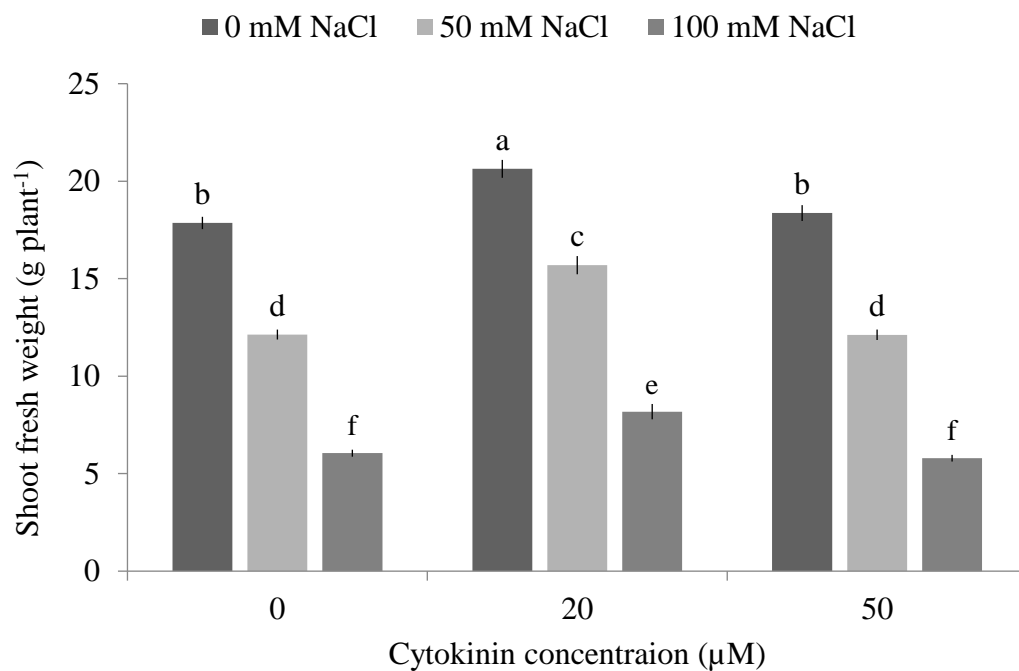 0 mM NaCl 50 mM NaCl 100 mM NaCl
25
20
15
10
5
0
Shoot fresh weight (g plant-1)
b
d
f
a
c
e
b
d
f
0 20 50
Cytokinin concentraion (µM)